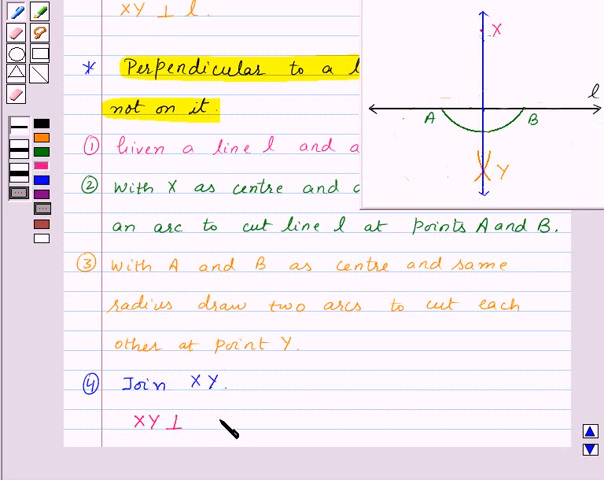 XY ⊥ l.
* Perpendicular to a l
not on it.
① Given a line l and a
② With X as centre and
an arc to cut line l at points A and B.
③ With A and B as centre and same
radius draw two arcs to cut each
other at point Y.
④ Join XY.
XY ⊥
X
l
A
B
Y